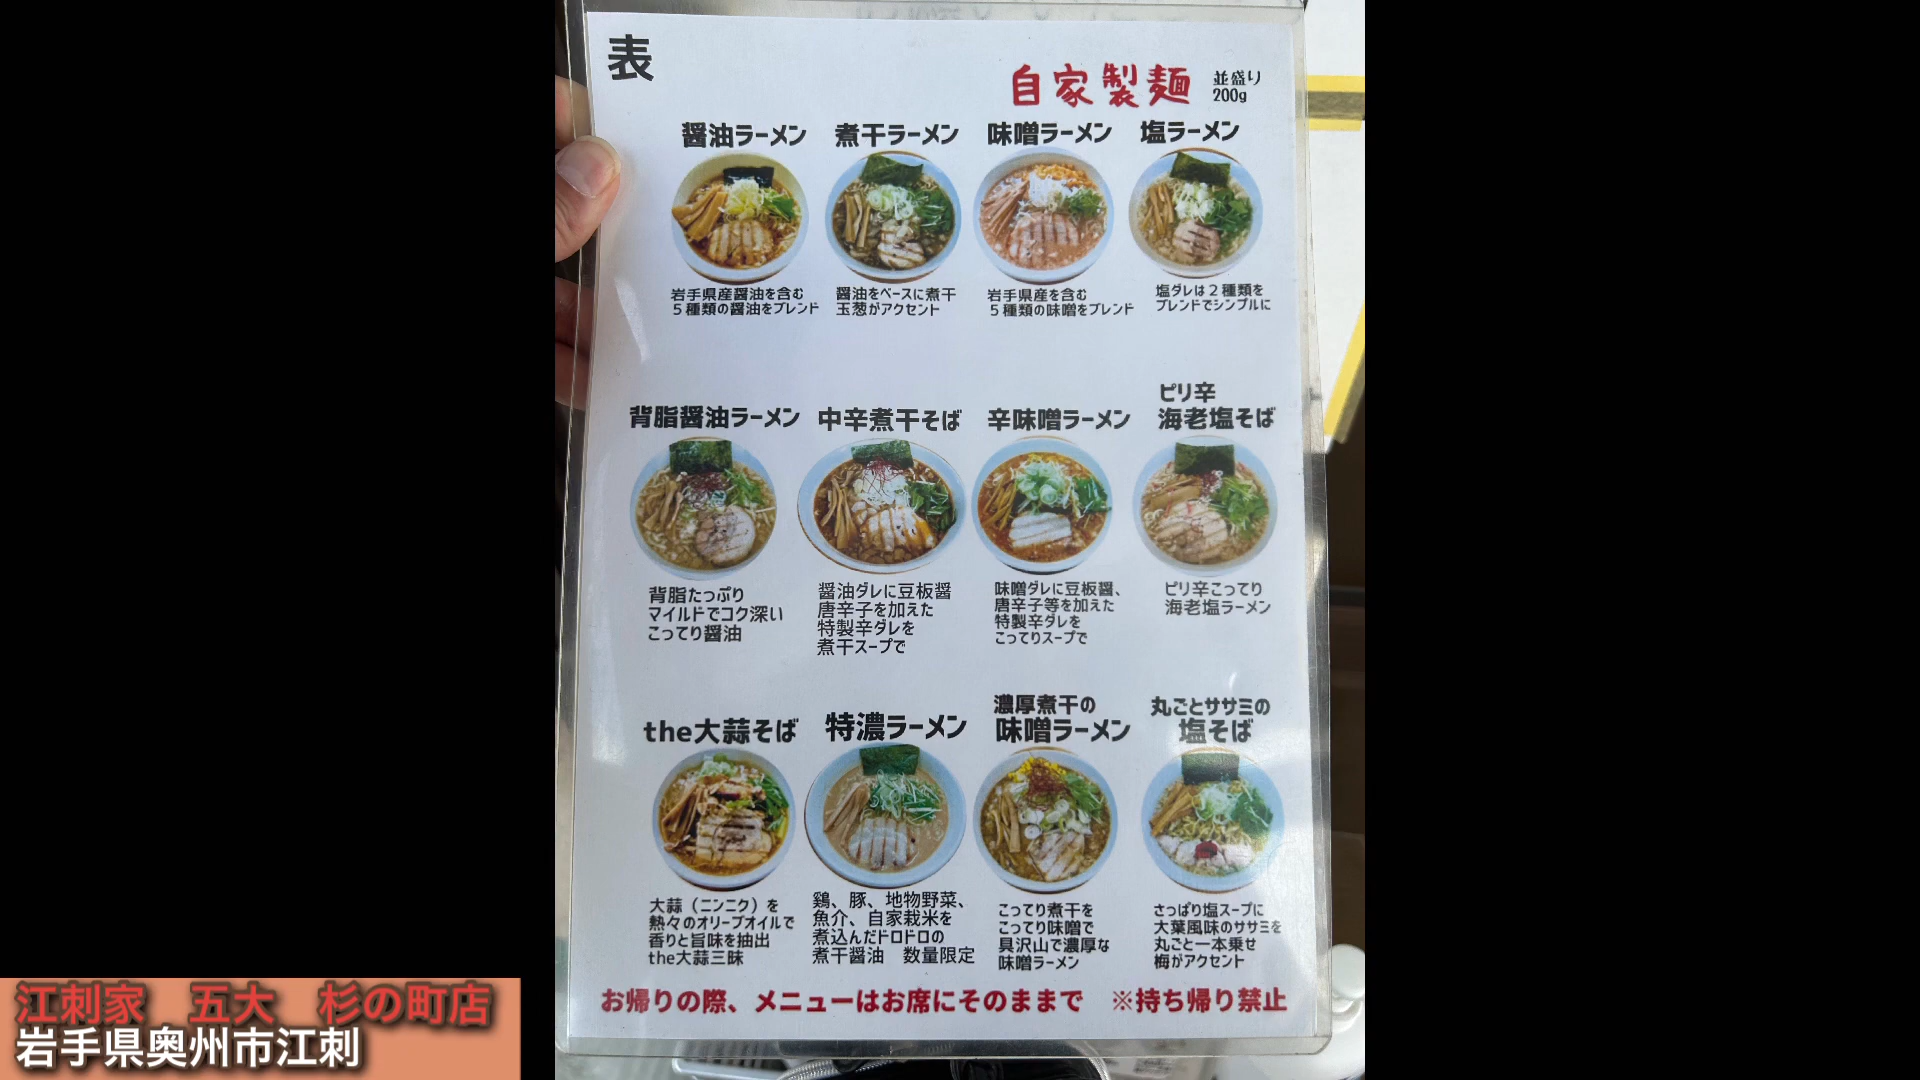 表
自家製麺 並盛り
200g
醤油ラーメン
岩手県産醤油を含む
５種類の醤油をブレンド
煮干ラーメン
醤油をベースに煮干
玉葱がアクセント
味噌ラーメン
岩手県産を含む
５種類の味噌をブレンド
塩ラーメン
塩ダレは２種類を
ブレンドでシンプルに
背脂醤油ラーメン
背脂たっぷり
マイルドでコク深い
こってり醤油
中辛煮干そば
醤油ダレに豆板醤
唐辛子を加えた
特製辛ダレを
煮干スープで
辛味噌ラーメン
味噌ダレに豆板醤、
唐辛子等を加えた
特製辛ダレを
こってりスープで
ピリ辛
海老塩そば
ピリ辛こってり
海老塩ラーメン
the大蒜そば
大蒜（ニンニク）を
熱々のオリーブオイルで
香りと旨味を抽出
the大蒜三昧
特濃ラーメン
鶏、豚、地物野菜、
魚介、自家栽米を
煮込んだドロドロの
煮干醤油　数量限定
濃厚煮干の
味噌ラーメン
こってり煮干を
こってり味噌で
具沢山で濃厚な
味噌ラーメン
丸ごとササミの
塩そば
さっぱり塩スープに
大葉風味のササミを
丸ごと一本乗せ
梅がアクセント
お帰りの際、メニューはお席にそのままで　※持ち帰り禁止
江刺家　五大　杉の町店
岩手県奥州市江刺